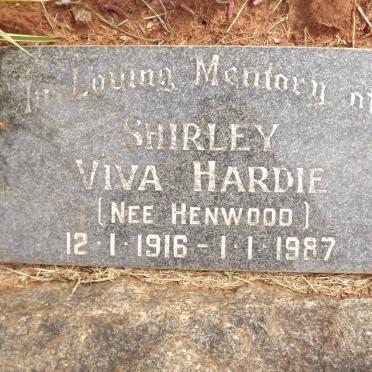 In Loving Memory of
SHIRLEY
VIVA HARDIE
(NEE HENWOOD)
12·1·1916 - 1·1·1987